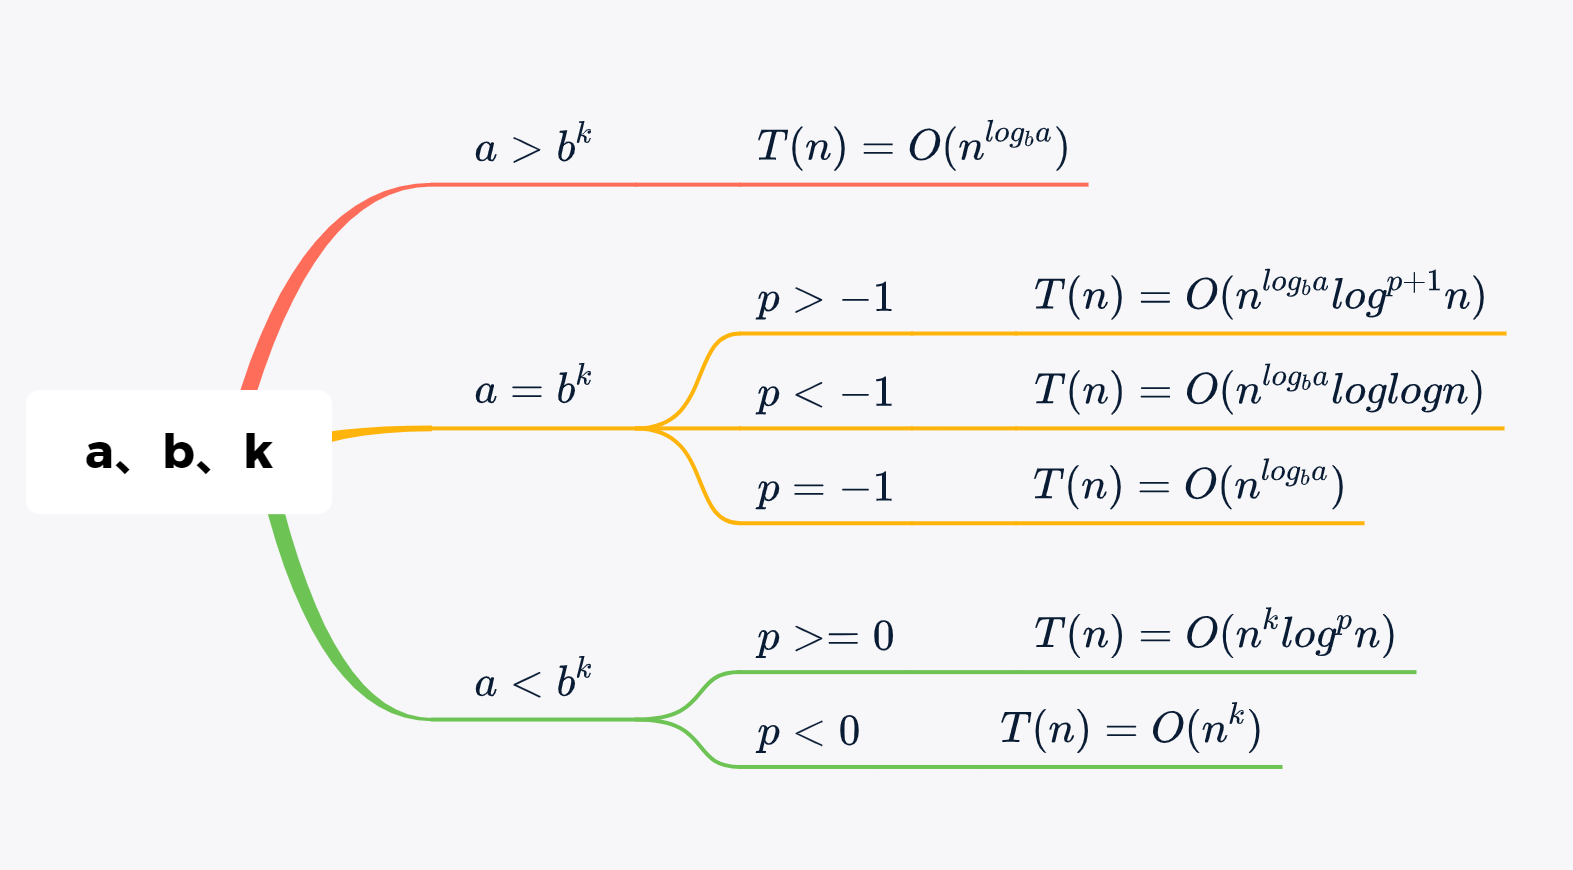 a > b^k T(n) = O(n^{log_b a})
p > −1 T(n) = O(n^{log_b a} log^{p+1} n)
a = b^k p < −1 T(n) = O(n^{log_b a} loglogn)
a、b、k
p = −1 T(n) = O(n^{log_b a})
p >= 0 T(n) = O(n^k log^p n)
a < b^k
p < 0 T(n) = O(n^k)